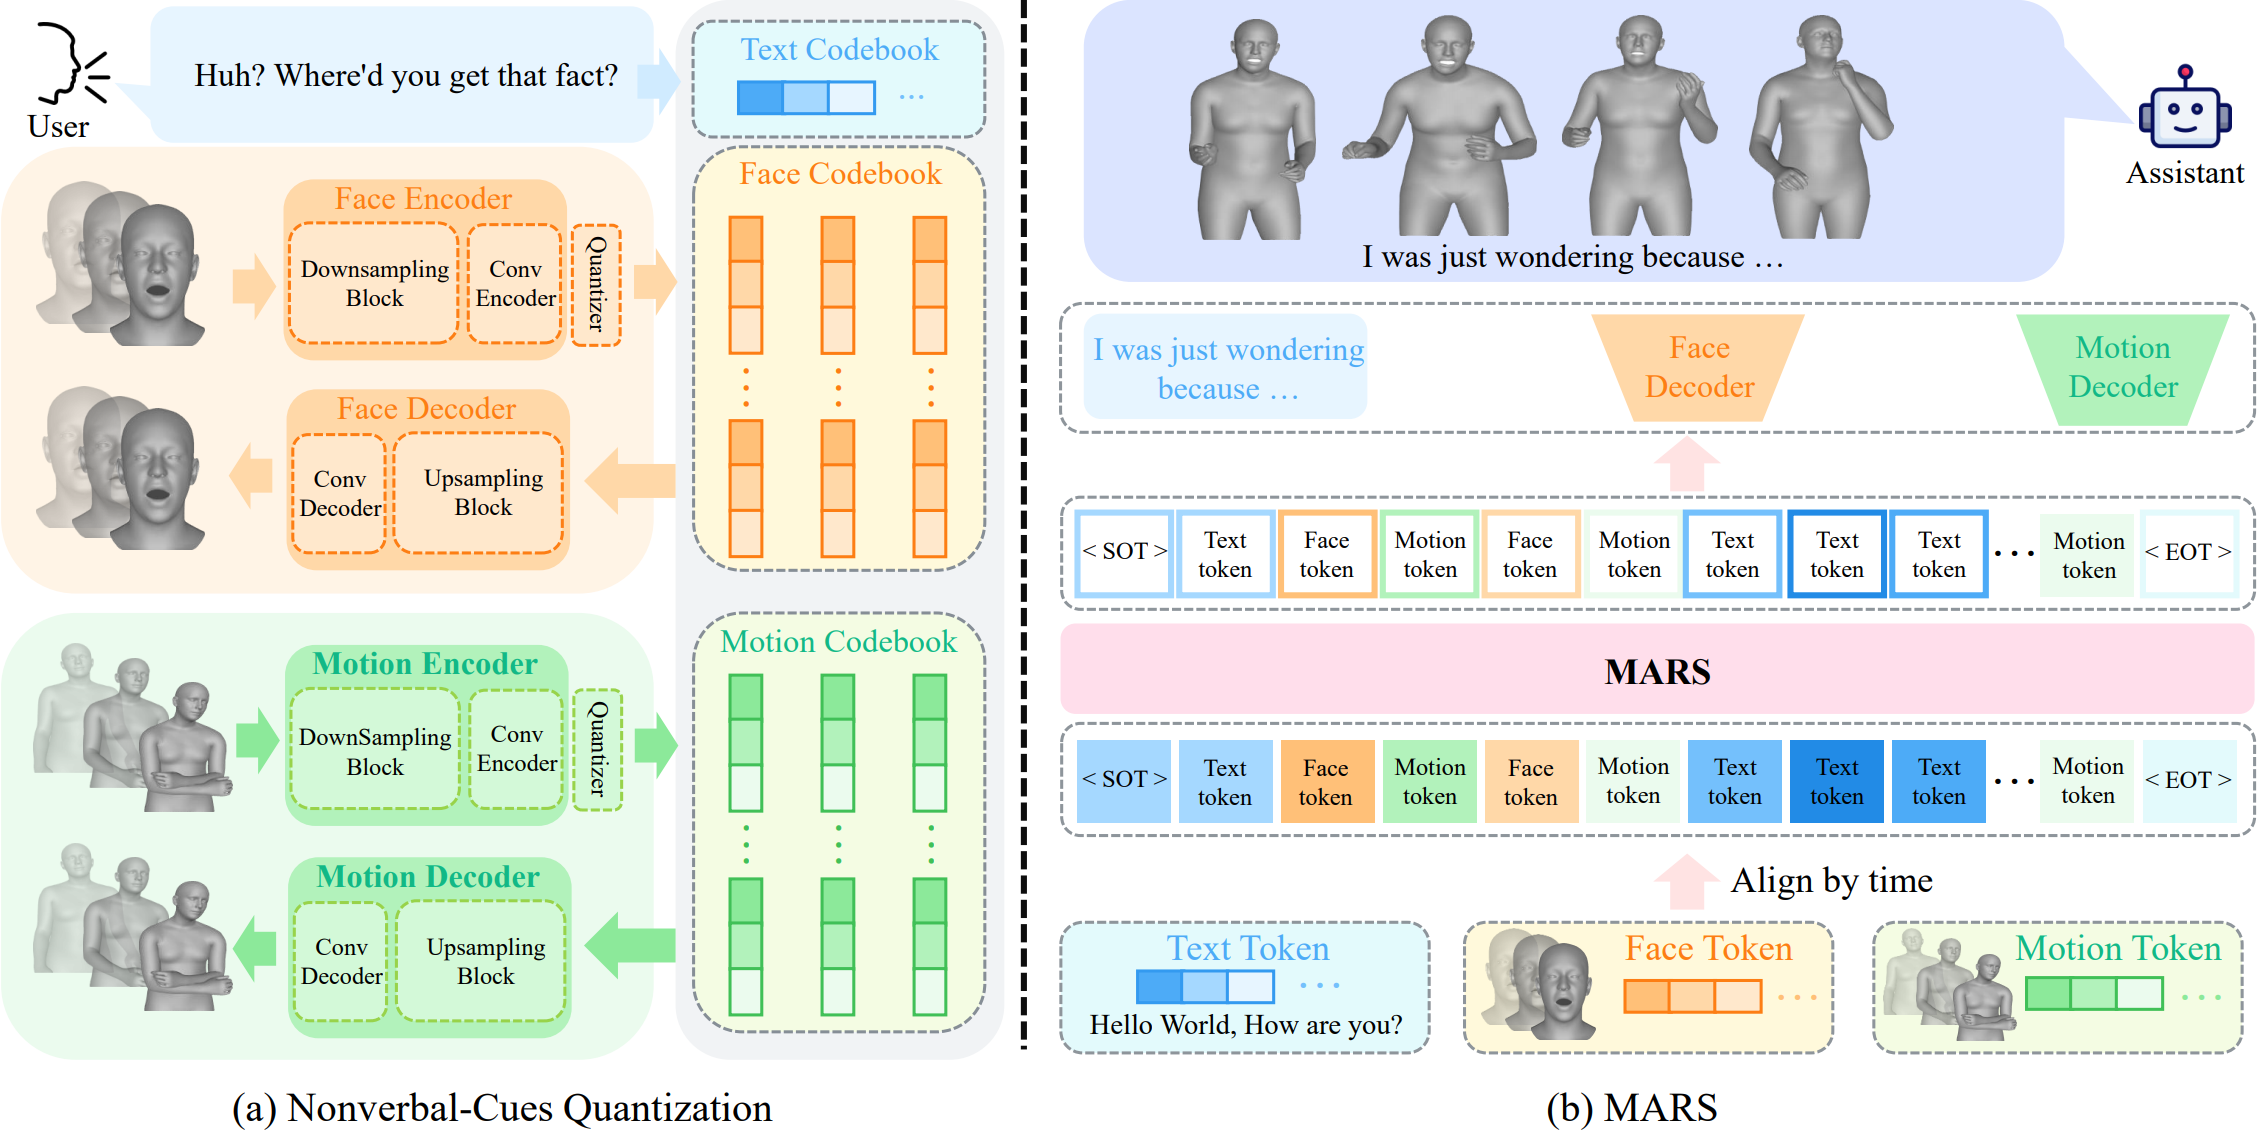 Huh? Where'd you get that fact?
User
Text Codebook
...
Face Encoder
Downsampling
Block
Conv
Encoder
Quantizer
Face Codebook
Face Decoder
Conv
Decoder
Upsampling
Block
Motion Encoder
DownSampling
Block
Conv
Encoder
Quantizer
Motion Codebook
Motion Decoder
Conv
Decoder
Upsampling
Block
(a) Nonverbal-Cues Quantization
I was just wondering because ...
Assistant
I was just wondering
because ...
Face
Decoder
Motion
Decoder
< SOT >
Text
token
Face
token
Motion
token
Face
token
Motion
token
Text
token
Text
token
Text
token
...
Motion
token
< EOT >
MARS
< SOT >
Text
token
Face
token
Motion
token
Face
token
Motion
token
Text
token
Text
token
Text
token
...
Motion
token
< EOT >
Align by time
Text Token
...
Hello World, How are you?
Face Token
...
Motion Token
...
(b) MARS